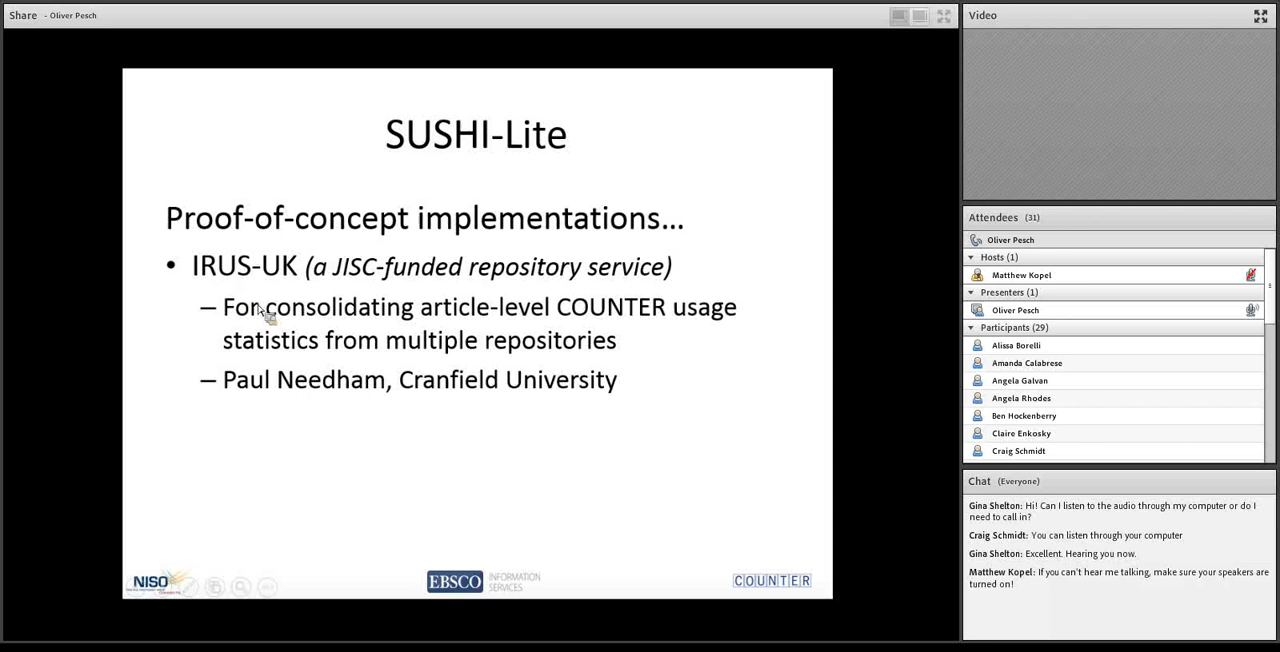 Share - Oliver Pesch
SUSHI-Lite
Proof-of-concept implementations...
• IRUS-UK (a JISC-funded repository service)
– For consolidating article-level COUNTER usage
statistics from multiple repositories
– Paul Needham, Cranfield University
NISO
EBSCO INFORMATION
SERVICES
COUNTER
Video
Attendees (31)
Oliver Pesch
Hosts (1)
Matthew Kopel
Presenters (1)
Oliver Pesch
Participants (29)
Alissa Borelli
Amanda Calabrese
Angela Galvan
Angela Rhodes
Ben Hockenberry
Claire Enkosky
Craig Schmidt
Chat (Everyone)
Gina Shelton: Hi! Can I listen to the audio through my computer or do I
need to call in?
Craig Schmidt: You can listen through your computer
Gina Shelton: Excellent. Hearing you now.
Matthew Kopel: If you can't hear me talking, make sure your speakers are
turned on!